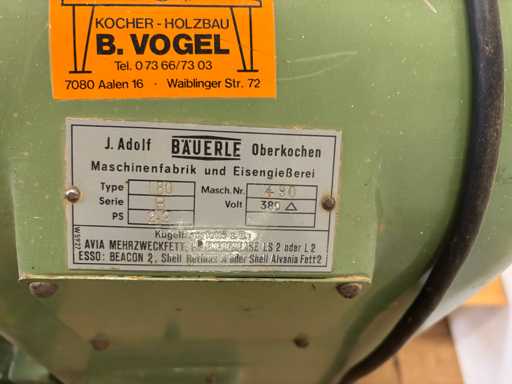 KOCHER - HOLZBAU
B. VOGEL
Tel. 0 73 66/73 03
7080 Aalen 16 · Waiblinger Str. 72
J. Adolf BÄUERLE Oberkochen
Maschinenfabrik und Eisengießerei
Type Masch. Nr. 490
Serie Volt 380 △
PS
AVIA MEHRZWECKFETT, LS 2 oder L 2
ESSO: BEACON 2, Shell oder Shell Alvania Fett 2